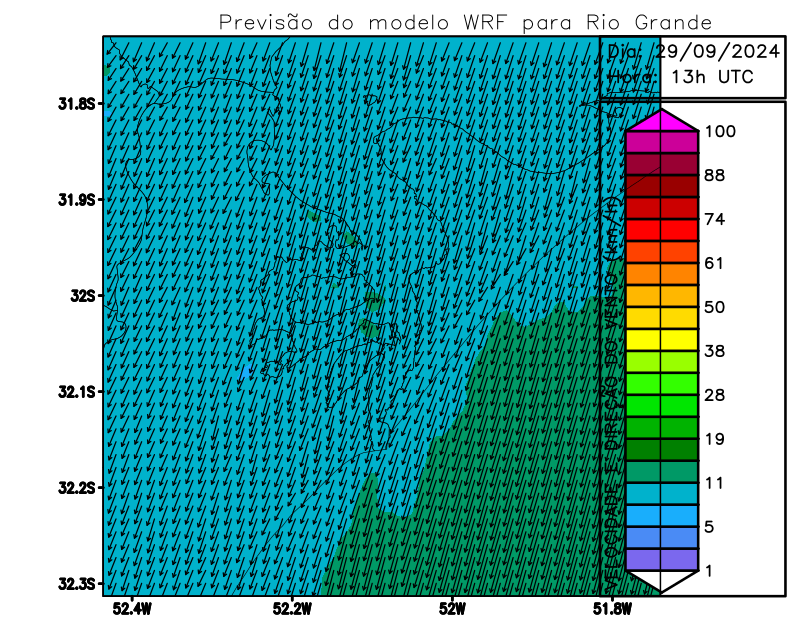 Previsão do modelo WRF para Rio Grande
Dia: 29/09/2024
Hora: 13h UTC
31.8S
31.9S
32S
32.1S
32.2S
32.3S
52.4W
52.2W
52W
51.8W
VELOCIDADE E DIREÇÃO DO VENTO (km/h)
100
88
74
61
50
38
28
19
11
5
1